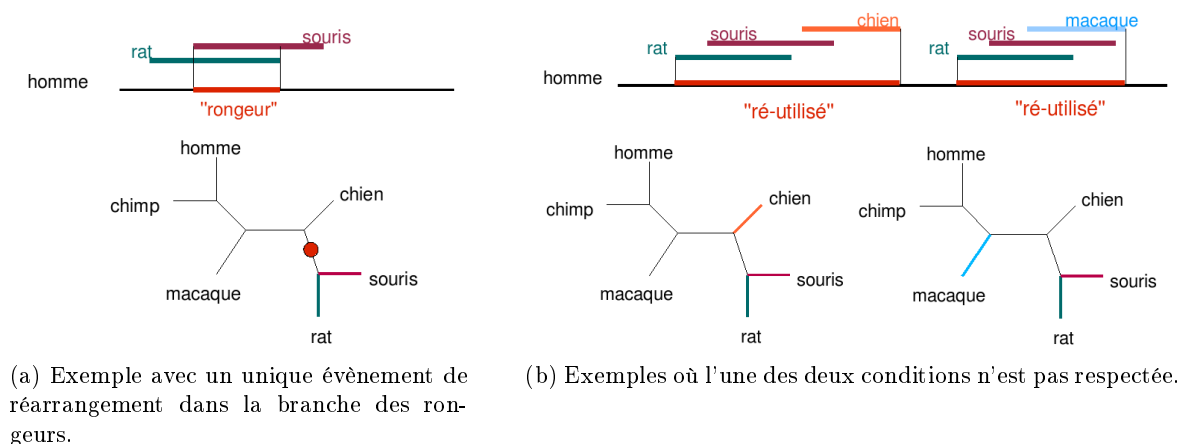 souris
rat
homme
"rongeur"
homme
chimp
chien
macaque
souris
rat
(a) Exemple avec un unique évènement de
réarrangement dans la branche des ron-
geurs.
chien
macaque
souris
souris
rat
rat
homme
"ré-utilisé"
"ré-utilisé"
homme
homme
chimp
chien
chimp
chien
macaque
souris
macaque
souris
rat
rat
(b) Exemples où l'une des deux conditions n'est pas respectée.